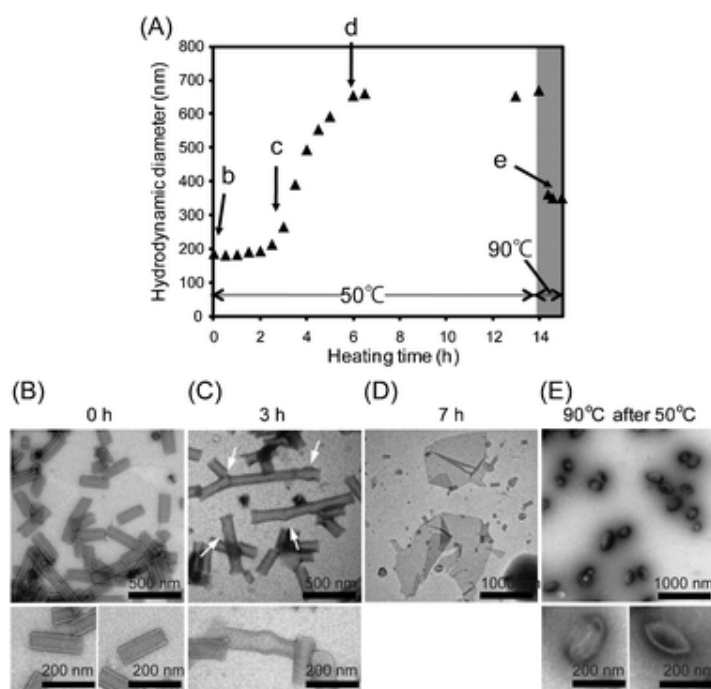 (A)
d
800
700
600
500
400
300
200
100
0
Hydrodynamic diameter (nm)
b
c
e
90℃
50℃
0 2 4 6 8 10 12 14
Heating time (h)
(B) (C) (D) (E)
0 h 3 h 7 h 90°C after 50°C
500 nm 500 nm 1000 nm 1000 nm
200 nm 200 nm 200 nm 200 nm 200 nm